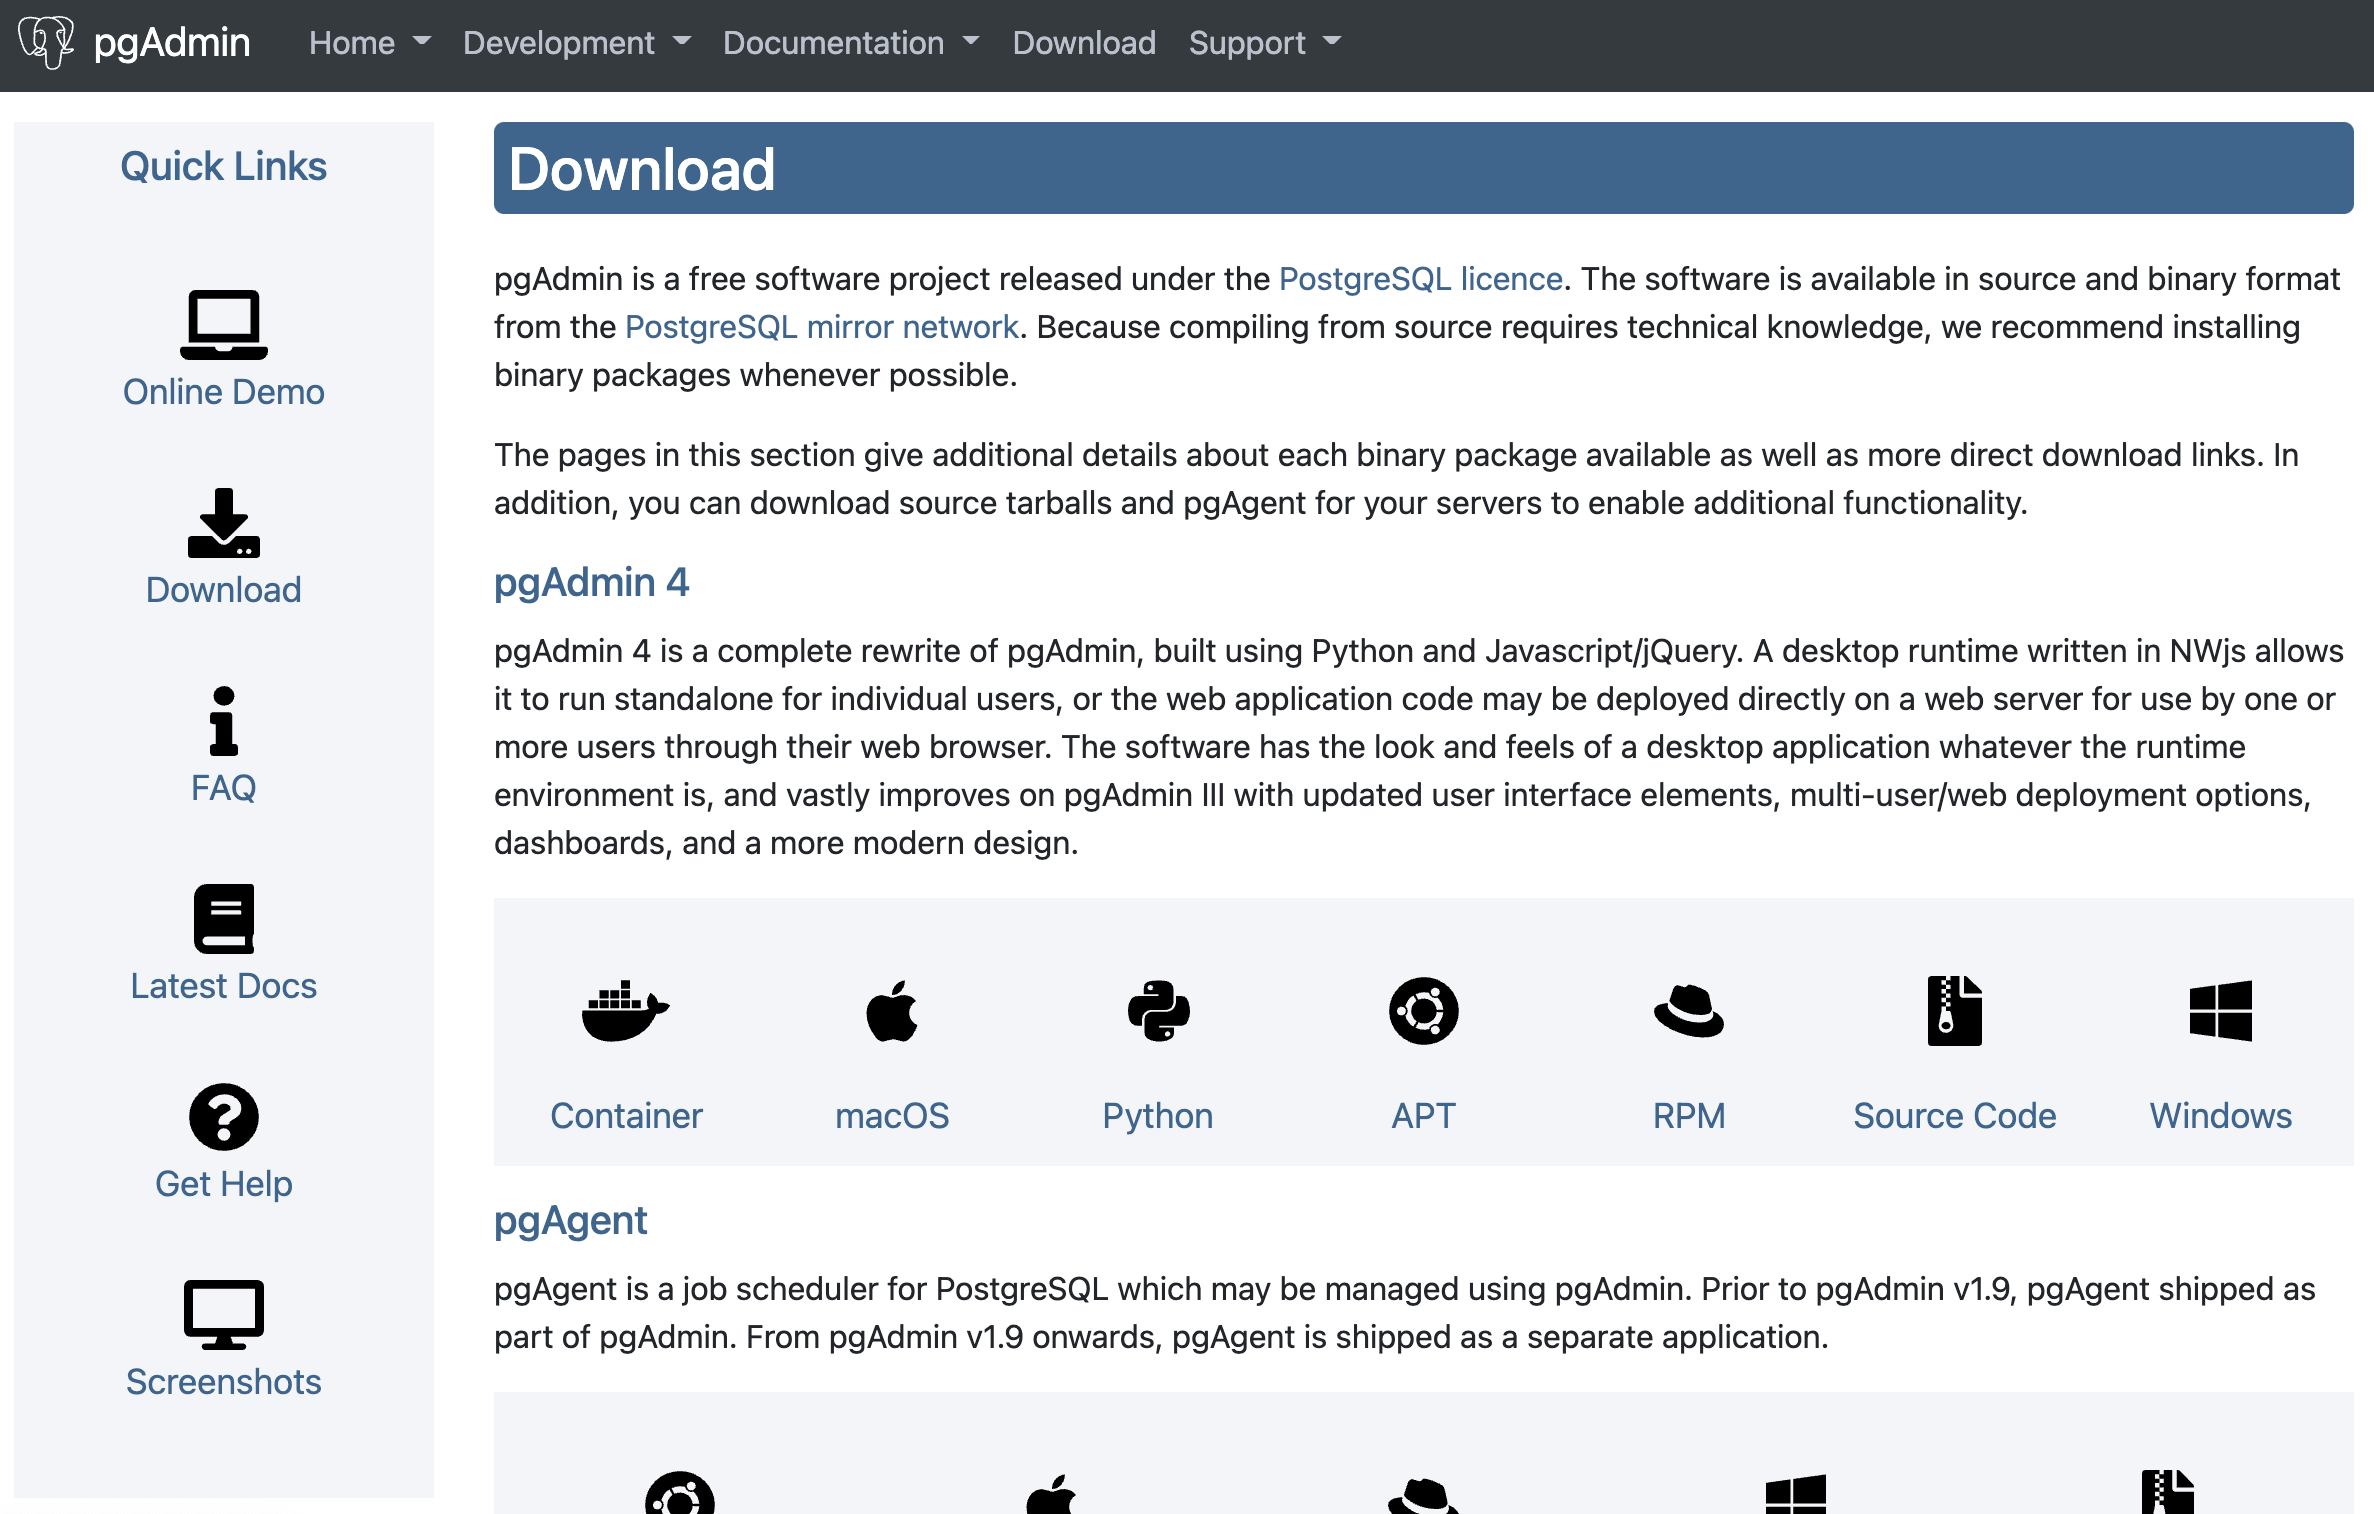 pgAdmin Home Development Documentation Download Support
Quick Links
Online Demo
Download
FAQ
Latest Docs
Get Help
Screenshots
Download
pgAdmin is a free software project released under the PostgreSQL licence. The software is available in source and binary format
from the PostgreSQL mirror network. Because compiling from source requires technical knowledge, we recommend installing
binary packages whenever possible.
The pages in this section give additional details about each binary package available as well as more direct download links. In
addition, you can download source tarballs and pgAgent for your servers to enable additional functionality.
pgAdmin 4
pgAdmin 4 is a complete rewrite of pgAdmin, built using Python and Javascript/jQuery. A desktop runtime written in NWjs allows
it to run standalone for individual users, or the web application code may be deployed directly on a web server for use by one or
more users through their web browser. The software has the look and feels of a desktop application whatever the runtime
environment is, and vastly improves on pgAdmin III with updated user interface elements, multi-user/web deployment options,
dashboards, and a more modern design.
Container macOS Python APT RPM Source Code Windows
pgAgent
pgAgent is a job scheduler for PostgreSQL which may be managed using pgAdmin. Prior to pgAdmin v1.9, pgAgent shipped as
part of pgAdmin. From pgAdmin v1.9 onwards, pgAgent is shipped as a separate application.